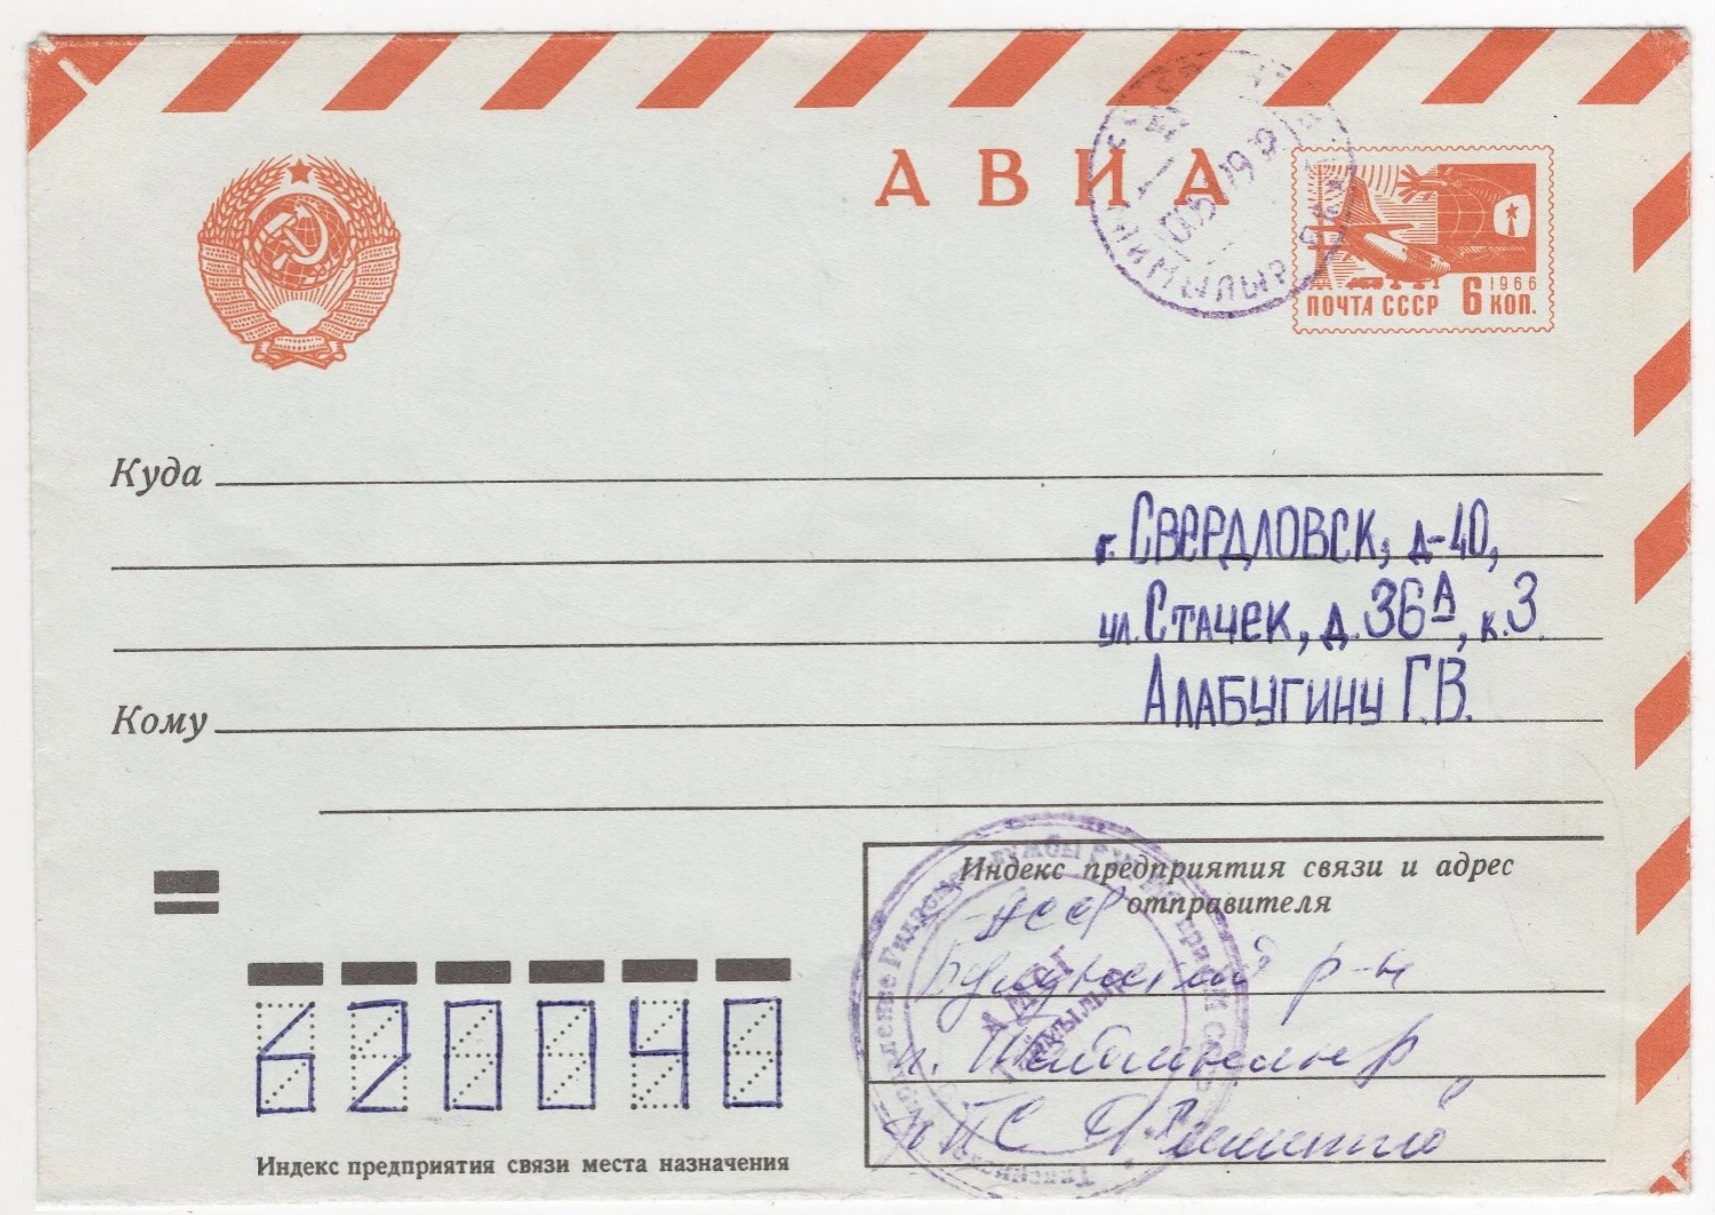 АВИА
1966
ПОЧТА СССР 6 КОП.
Куда
г. СВЕРДЛОВСК, д-40,
ул. СТАЧЕК, д. 36А, к. 3.
Кому
АЛАБУГИНУ Г.В.
Индекс предприятия связи и адрес
отправителя
р-н
п.
620040
Индекс предприятия связи места назначения